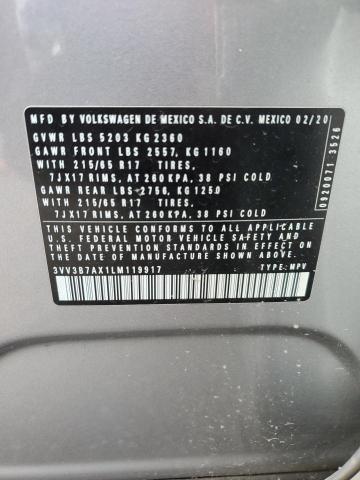 MFD BY VOLKSWAGEN DE MEXICO S.A. DE C.V. MEXICO 02/20
GVWR LBS 5203 KG 2360
GAWR FRONT LBS 2557, KG 1160
WITH 215/65 R17 TIRES,
7JX17 RIMS, AT 260 KPA, 38 PSI COLD
GAWR REAR LBS 2756, KG 1250
WITH 215/65 R17 TIRES,
7JX17 RIMS, AT 260 KPA, 38 PSI COLD
THIS VEHICLE CONFORMS TO ALL APPLICABLE
U.S. FEDERAL MOTOR VEHICLE SAFETY AND
THEFT PREVENTION STANDARDS IN EFFECT ON
THE DATE OF MANUFACTURE SHOWN ABOVE
3VV3B7AX1LM119917 TYPE: MPV
0920071 3526